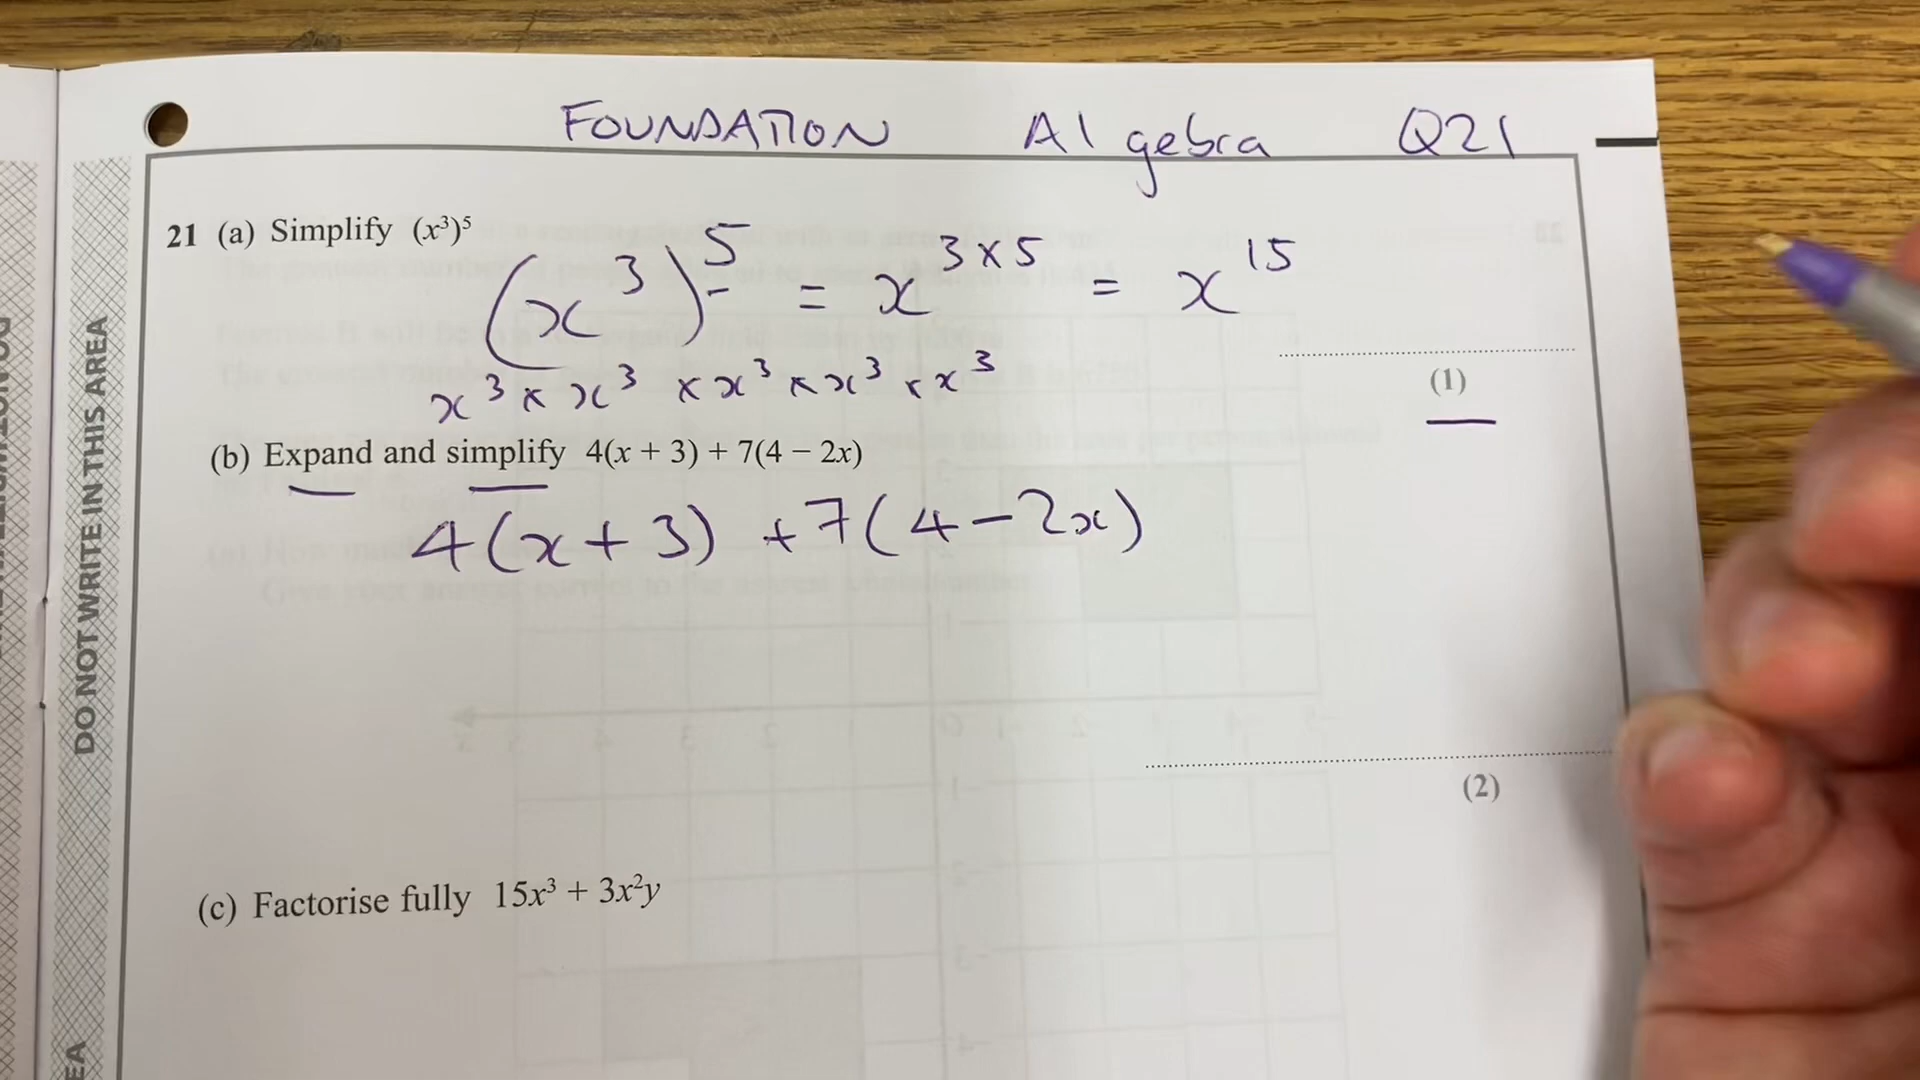 FOUNDATION Algebra Q21
21 (a) Simplify (x³)⁵
(x³)⁵ = x³ˣ⁵ = x¹⁵
x³ × x³ × x³ × x³ × x³
(1)
(b) Expand and simplify 4(x + 3) + 7(4 − 2x)
4(x+3) +7(4−2x)
(2)
(c) Factorise fully 15x³ + 3x²y
DO NOT WRITE IN THIS AREA